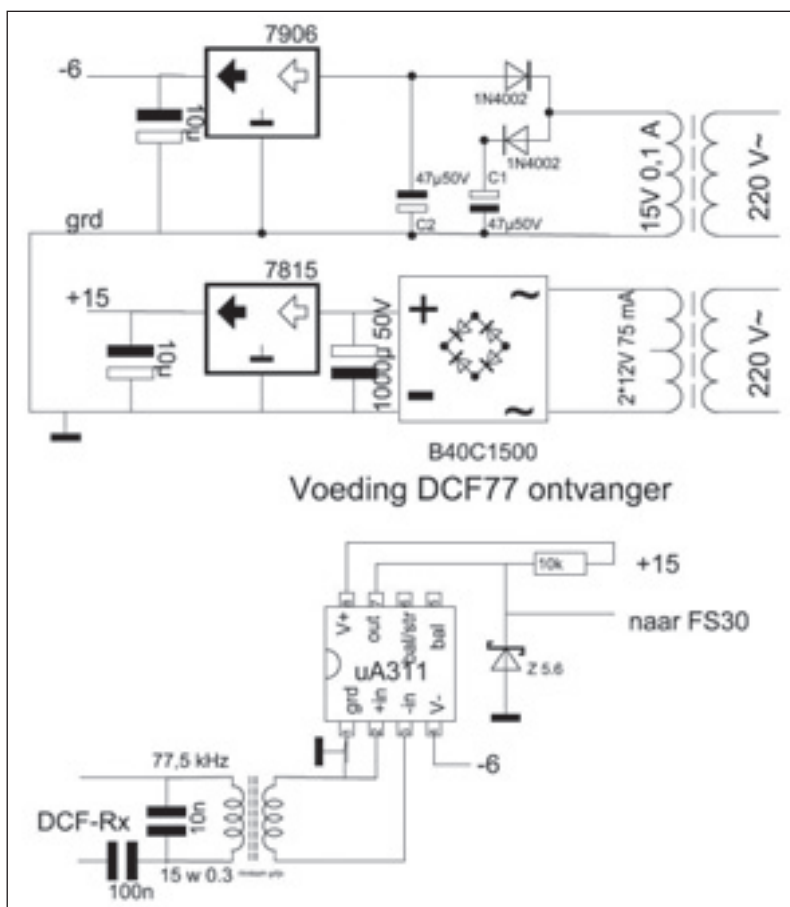 7906
-6
10µ
1N4002
1N4002
47µ50V
C1
C2
47µ50V
15V 0,1 A
220 V~
grd
7815
+15
10µ
1000µ 50V
+
-
~
~
2*12V 75 mA
220 V~
B40C1500
Voeding DCF77 ontvanger
10k
+15
V+
out
bal/str
bal
naar FS30
uA311
Z 5.6
grd
+in
-in
V-
-6
77,5 kHz
DCF-Rx
10n
15 w 0.3
100n